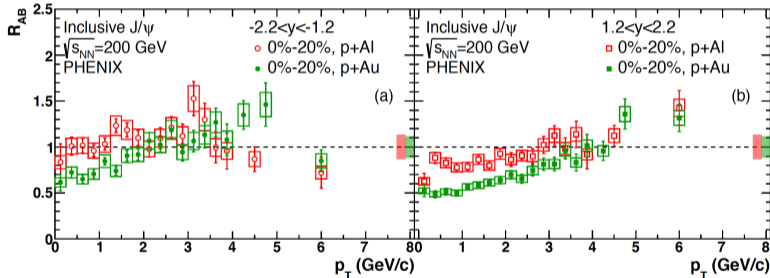 R_AB
2.5
2
1.5
1
0.5
0
Inclusive J/ψ
-2.2<y<-1.2
√s_NN=200 GeV
0%-20%, p+Al
PHENIX
0%-20%, p+Au
(a)
Inclusive J/ψ
1.2<y<2.2
√s_NN=200 GeV
0%-20%, p+Al
PHENIX
0%-20%, p+Au
(b)
0 1 2 3 4 5 6 7 8
0 1 2 3 4 5 6 7 8
p_T (GeV/c)
p_T (GeV/c)